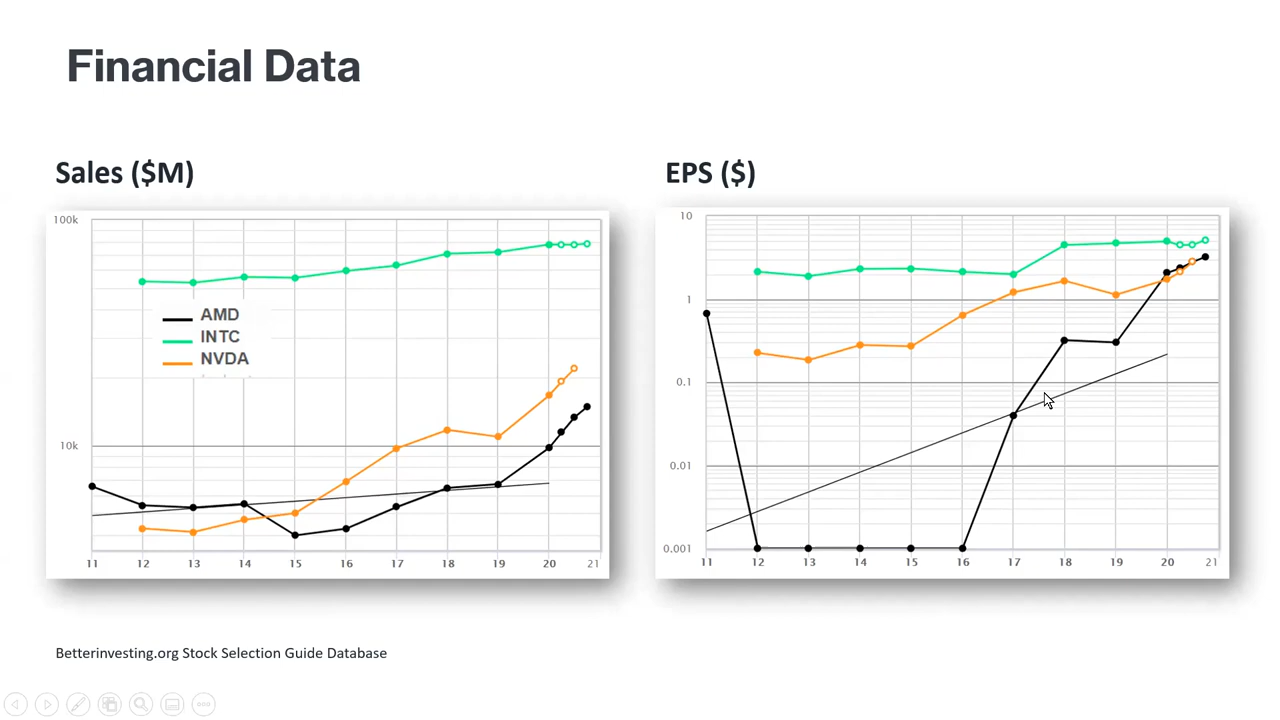 Financial Data
Sales ($M)
100k
10k
AMD
INTC
NVDA
11 12 13 14 15 16 17 18 19 20 21
EPS ($)
10
1
0.1
0.01
0.001
11 12 13 14 15 16 17 18 19 20 21
Betterinvesting.org Stock Selection Guide Database